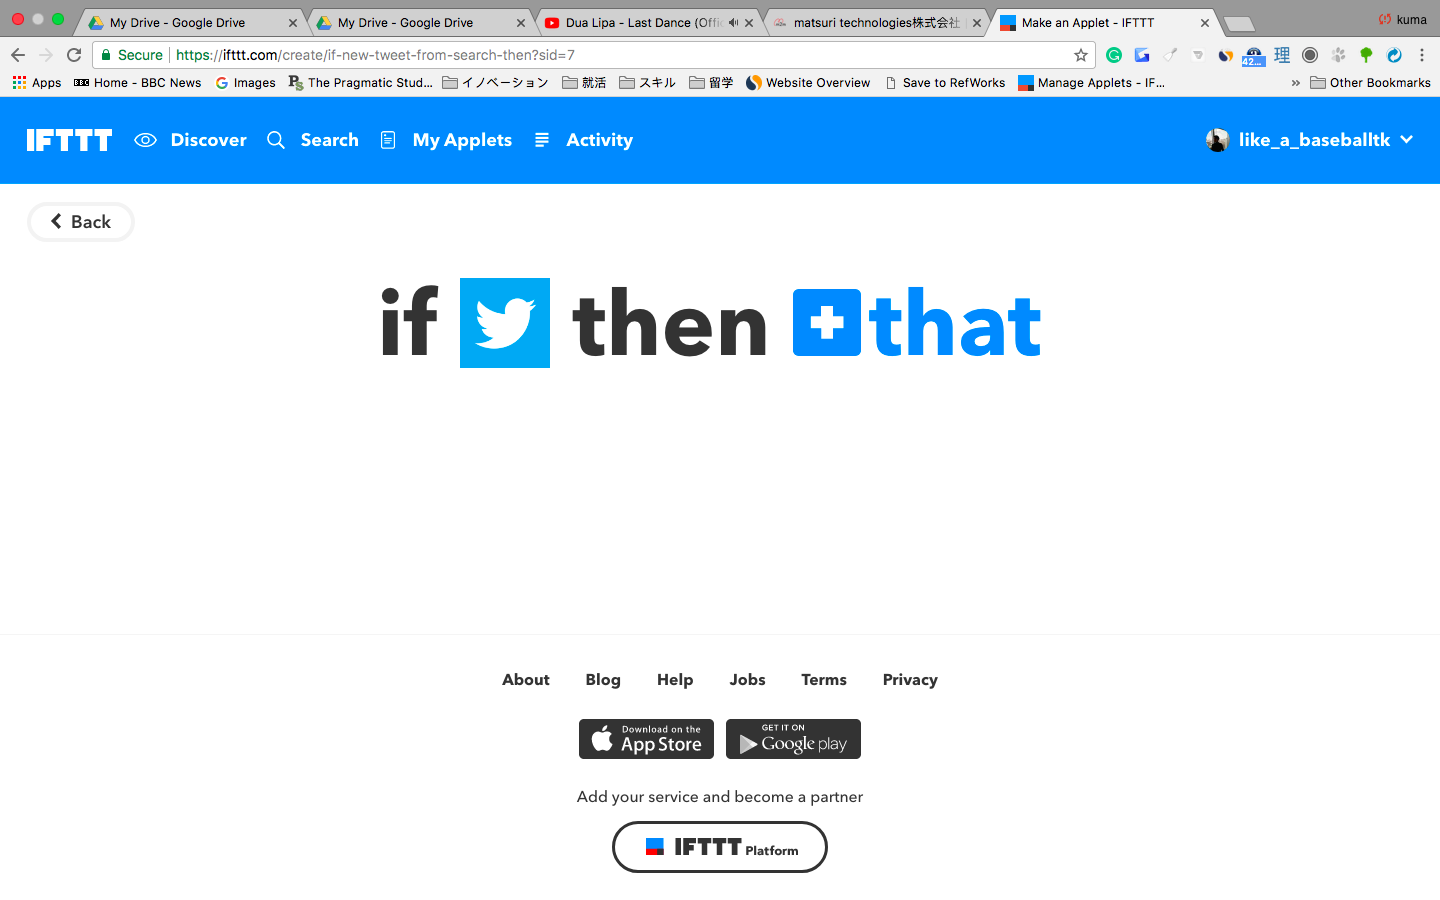 My Drive - Google Drive
My Drive - Google Drive
Dua Lipa - Last Dance (Offic
matsuri technologies株式会社
Make an Applet - IFTTT
kuma
Secure
https://ifttt.com/create/if-new-tweet-from-search-then?sid=7
42...
理
Apps
BBC
Home - BBC News
Images
The Pragmatic Stud...
イノベーション
就活
スキル
留学
Website Overview
Save to RefWorks
Manage Applets - IF...
»
Other Bookmarks
IFTTT
Discover
Search
My Applets
Activity
like_a_baseballtk
Back
if then that
About
Blog
Help
Jobs
Terms
Privacy
Download on the
App Store
GET IT ON
Google play
Add your service and become a partner
IFTTT Platform